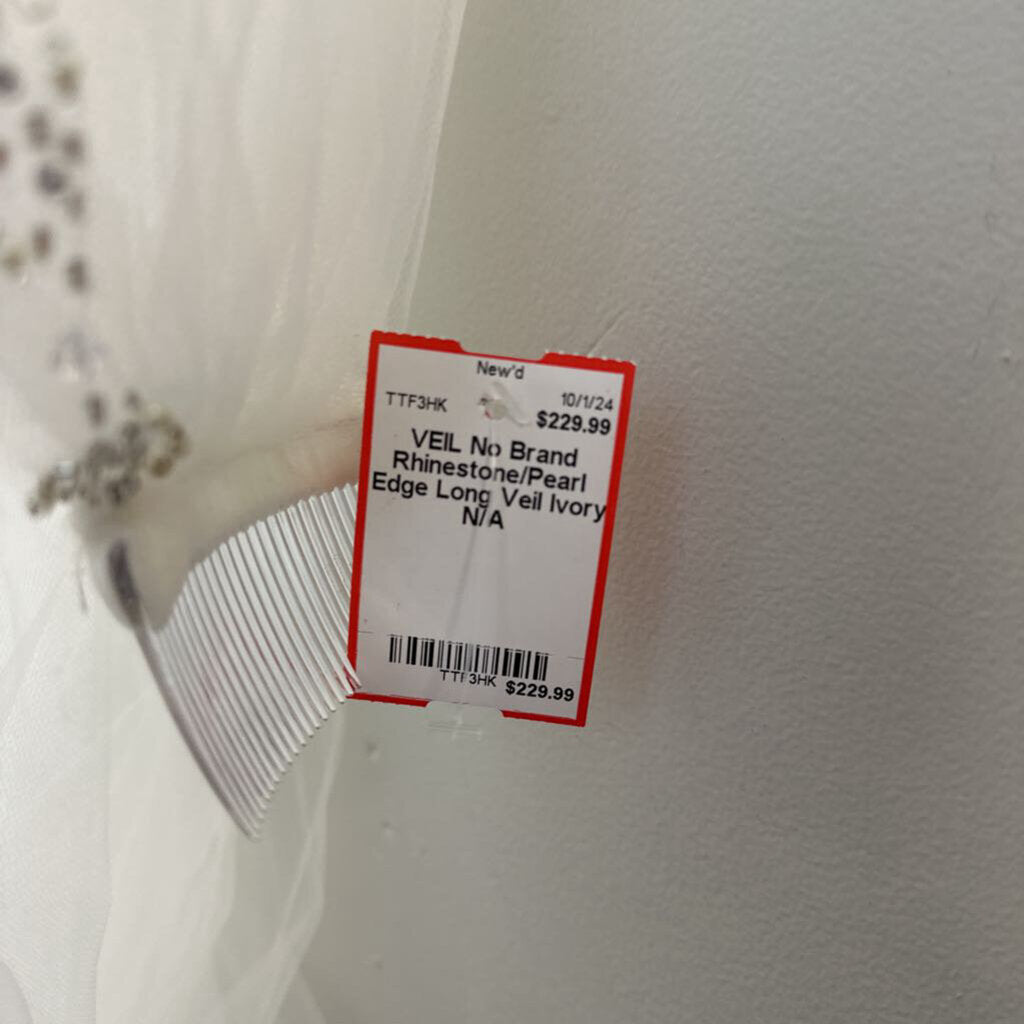 New'd
TTF3HK 10/1/24
$229.99
VEIL No Brand
Rhinestone/Pearl
Edge Long Veil Ivory
N/A
TTF3HK $229.99